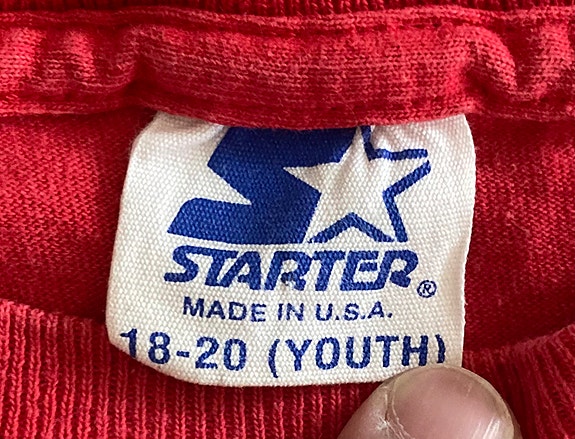 STARTER®
MADE IN U.S.A.
18-20 (YOUTH)